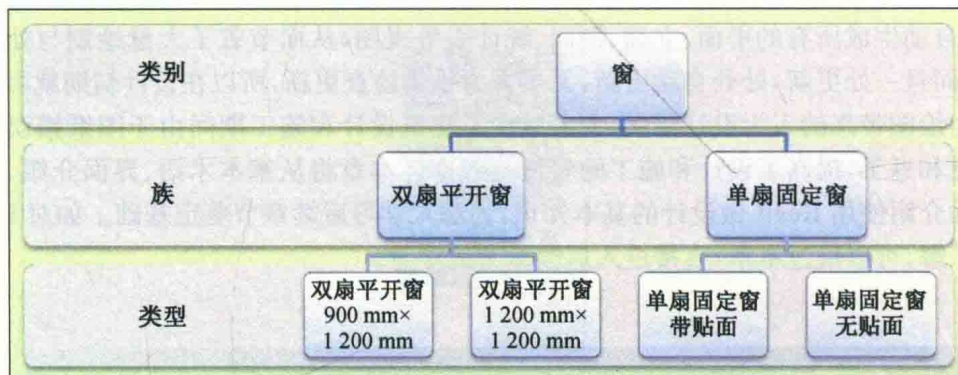 类别
窗
族
双扇平开窗
单扇固定窗
类型
双扇平开窗
900 mm×
1 200 mm
双扇平开窗
1 200 mm×
1 200 mm
单扇固定窗
带贴面
单扇固定窗
无贴面